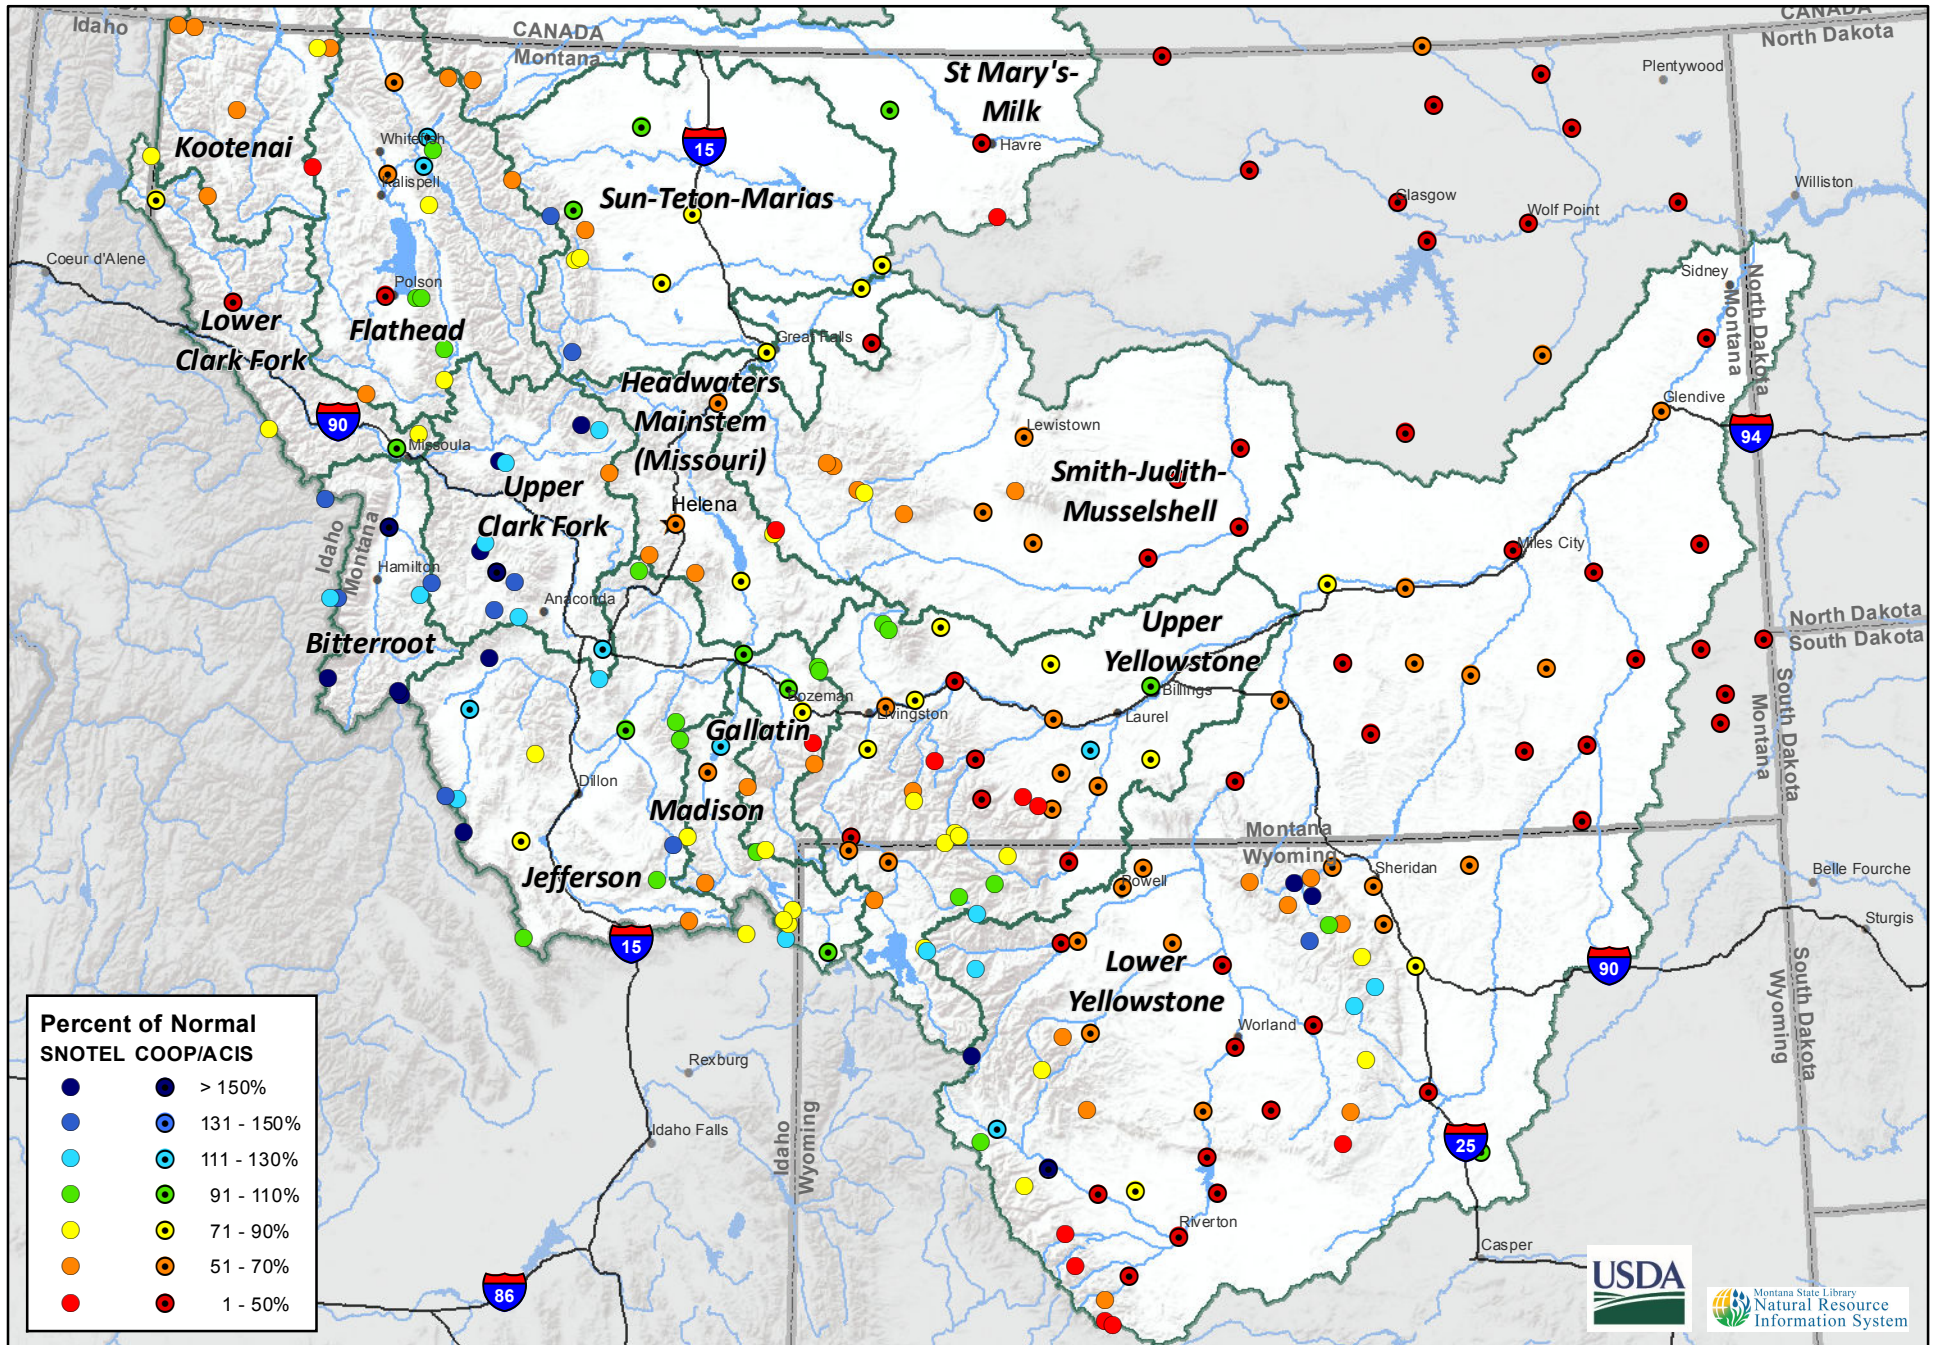 CANADA
Idaho
CANADA
Montana
CANADA
North Dakota
St Mary's-
Milk
Plentywood
Kootenai
Whitefish
15
Havre
Kalispell
Sun-Teton-Marias
Glasgow
Wolf Point
Williston
Coeur d'Alene
Polson
Sidney
North Dakota
Montana
Lower
Clark Fork
Flathead
Great Falls
Headwaters
Mainstem
(Missouri)
90
Missoula
Lewistown
Glendive
94
Smith-Judith-
Musselshell
Upper
Clark Fork
Helena
Idaho
Montana
Hamilton
Miles City
Anaconda
Bitterroot
Upper
Yellowstone
North Dakota
South Dakota
Bozeman
Livingston
Billings
Laurel
Gallatin
South Dakota
Montana
Dillon
Madison
Montana
Wyoming
Jefferson
Powell
Sheridan
Belle Fourche
Sturgis
15
Lower
Yellowstone
90
South Dakota
Wyoming
Percent of Normal
SNOTEL COOP/ACIS
> 150%
131 - 150%
111 - 130%
91 - 110%
71 - 90%
51 - 70%
1 - 50%
Worland
Rexburg
Idaho Falls
Idaho
Wyoming
25
Riverton
Casper
86
USDA
Montana State Library
Natural Resource
Information System